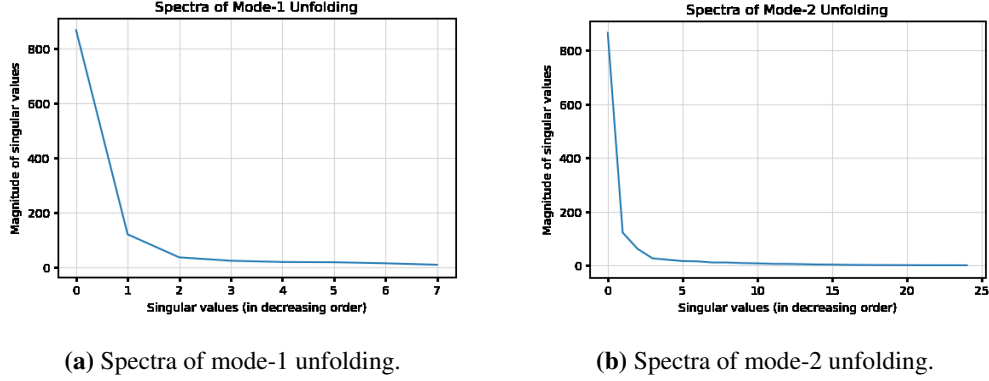 Spectra of Mode-1 Unfolding
Magnitude of singular values
800
600
400
200
0
0 1 2 3 4 5 6 7
Singular values (in decreasing order)
(a) Spectra of mode-1 unfolding.
Spectra of Mode-2 Unfolding
Magnitude of singular values
800
600
400
200
0
0 5 10 15 20 25
Singular values (in decreasing order)
(b) Spectra of mode-2 unfolding.